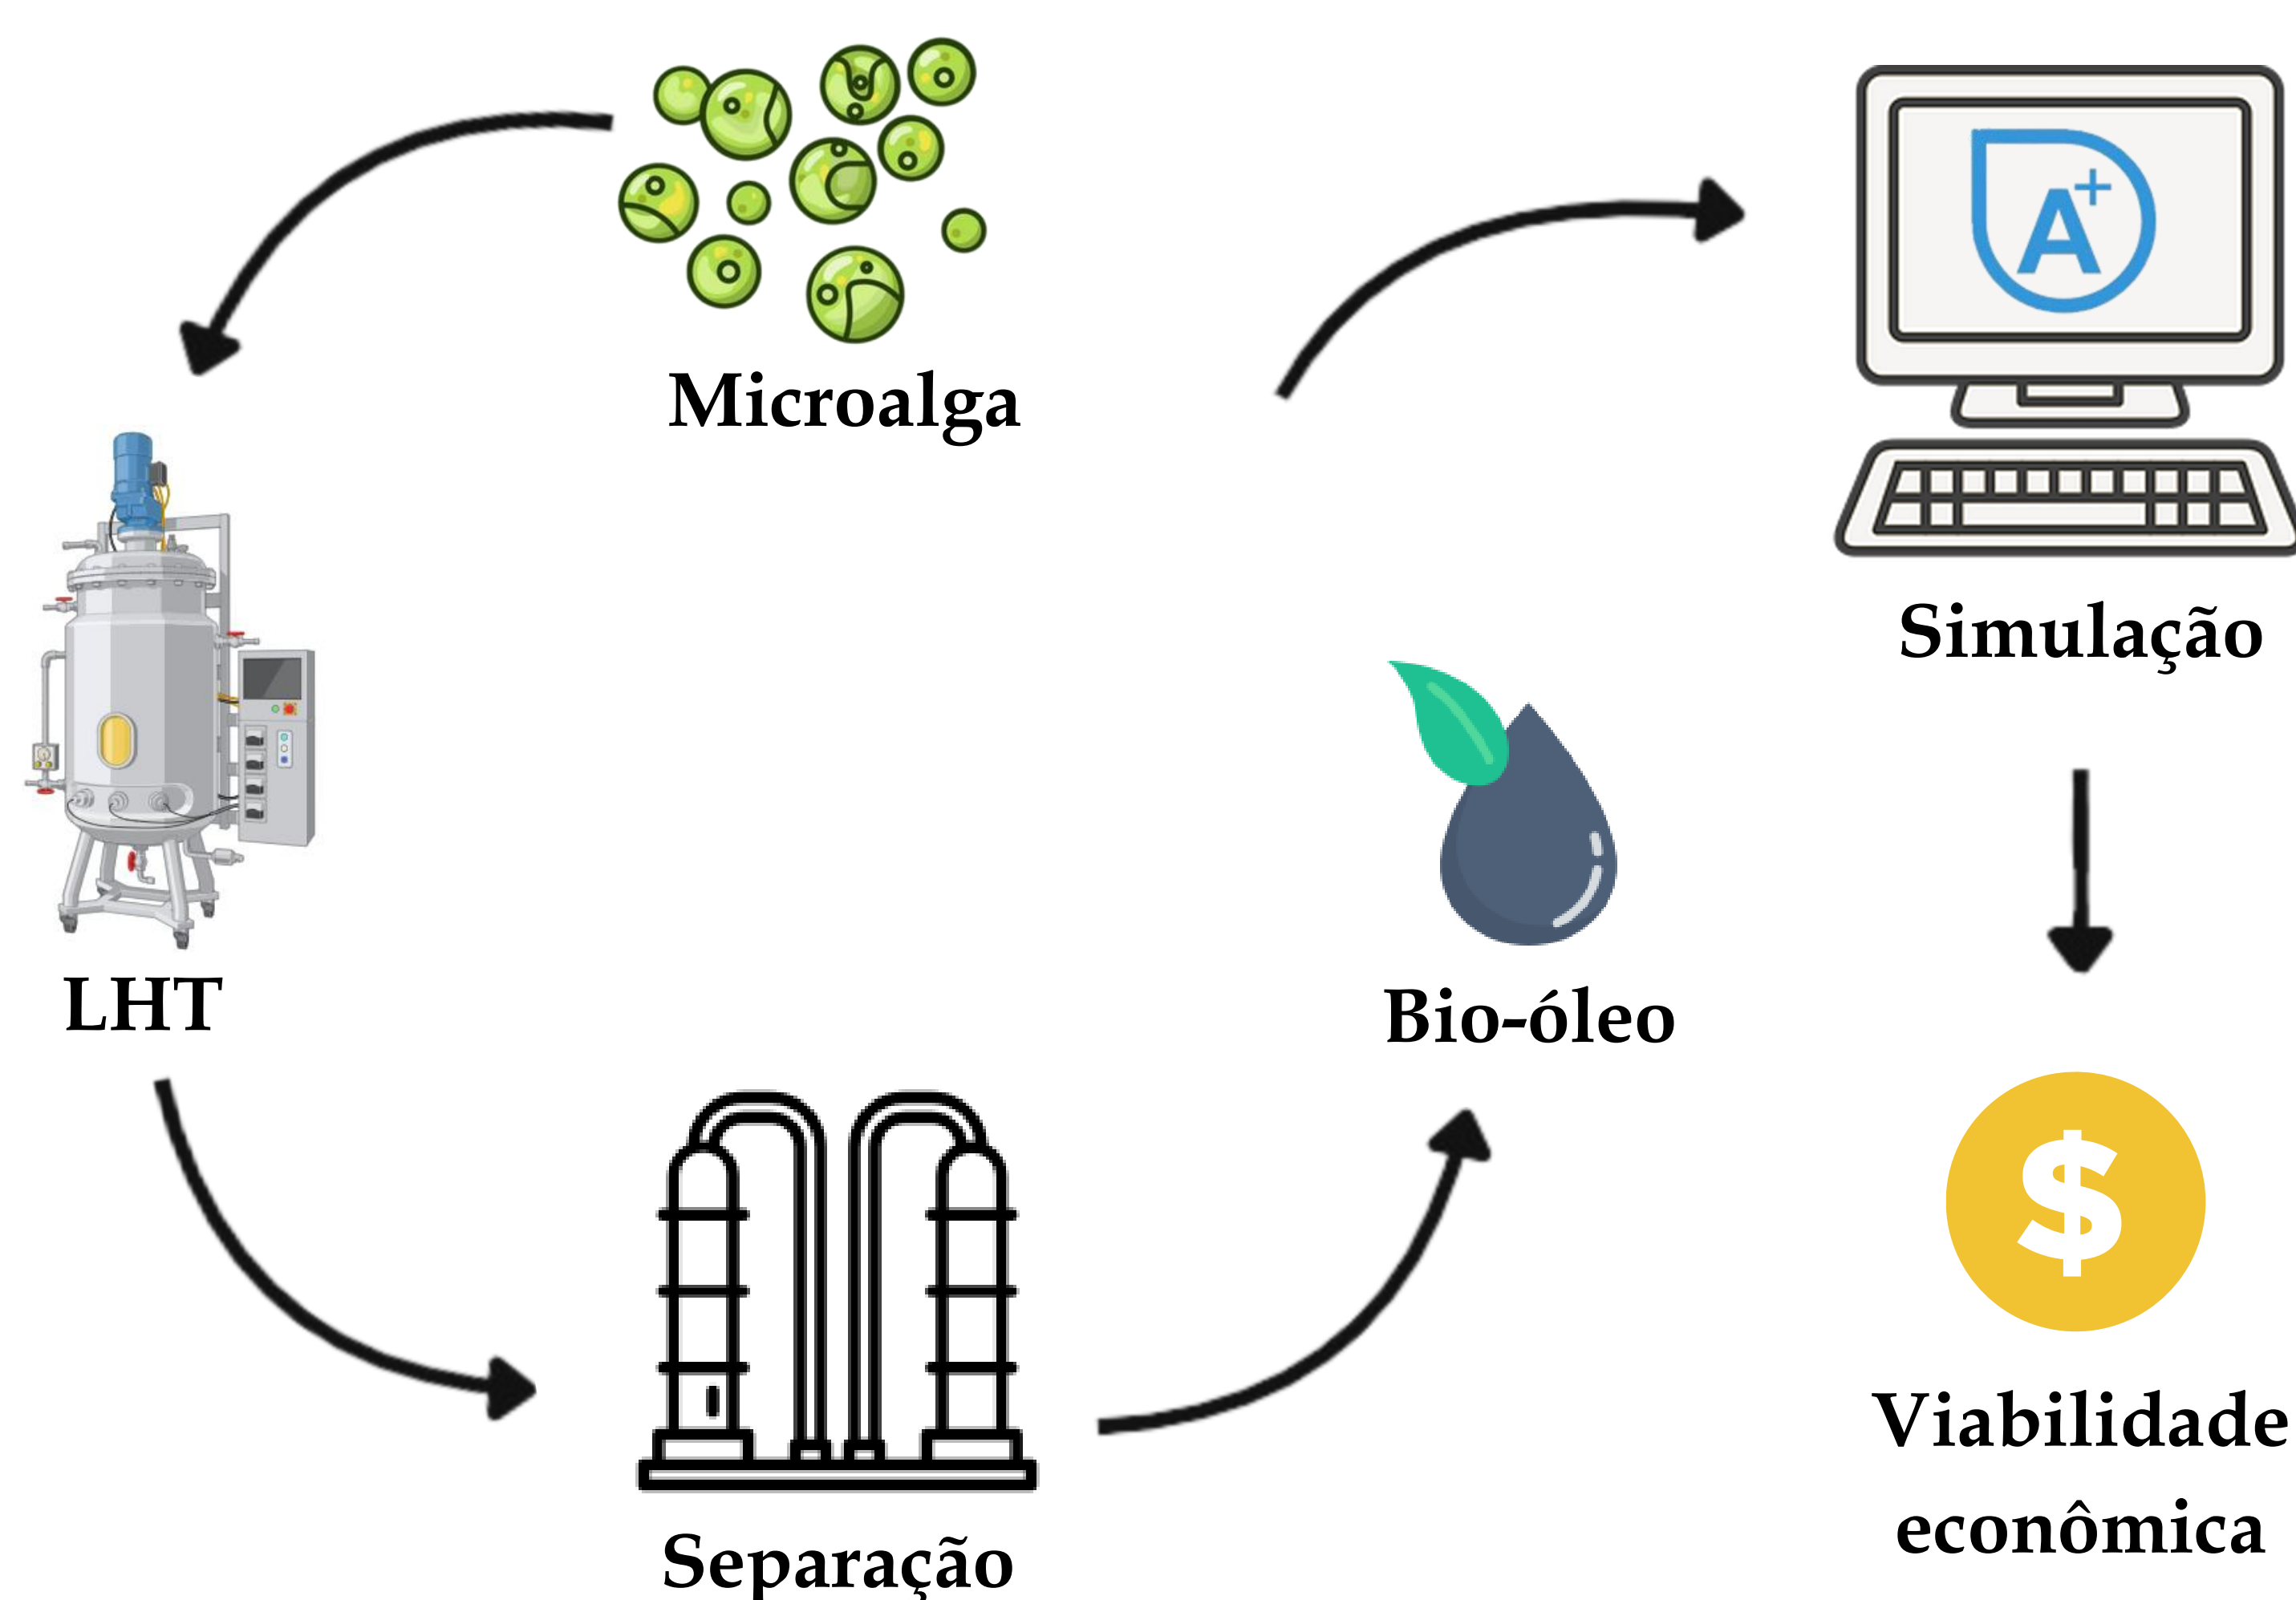 Microalga
LHT
Separação
Bio-óleo
A+
Simulação
$
Viabilidade
econômica